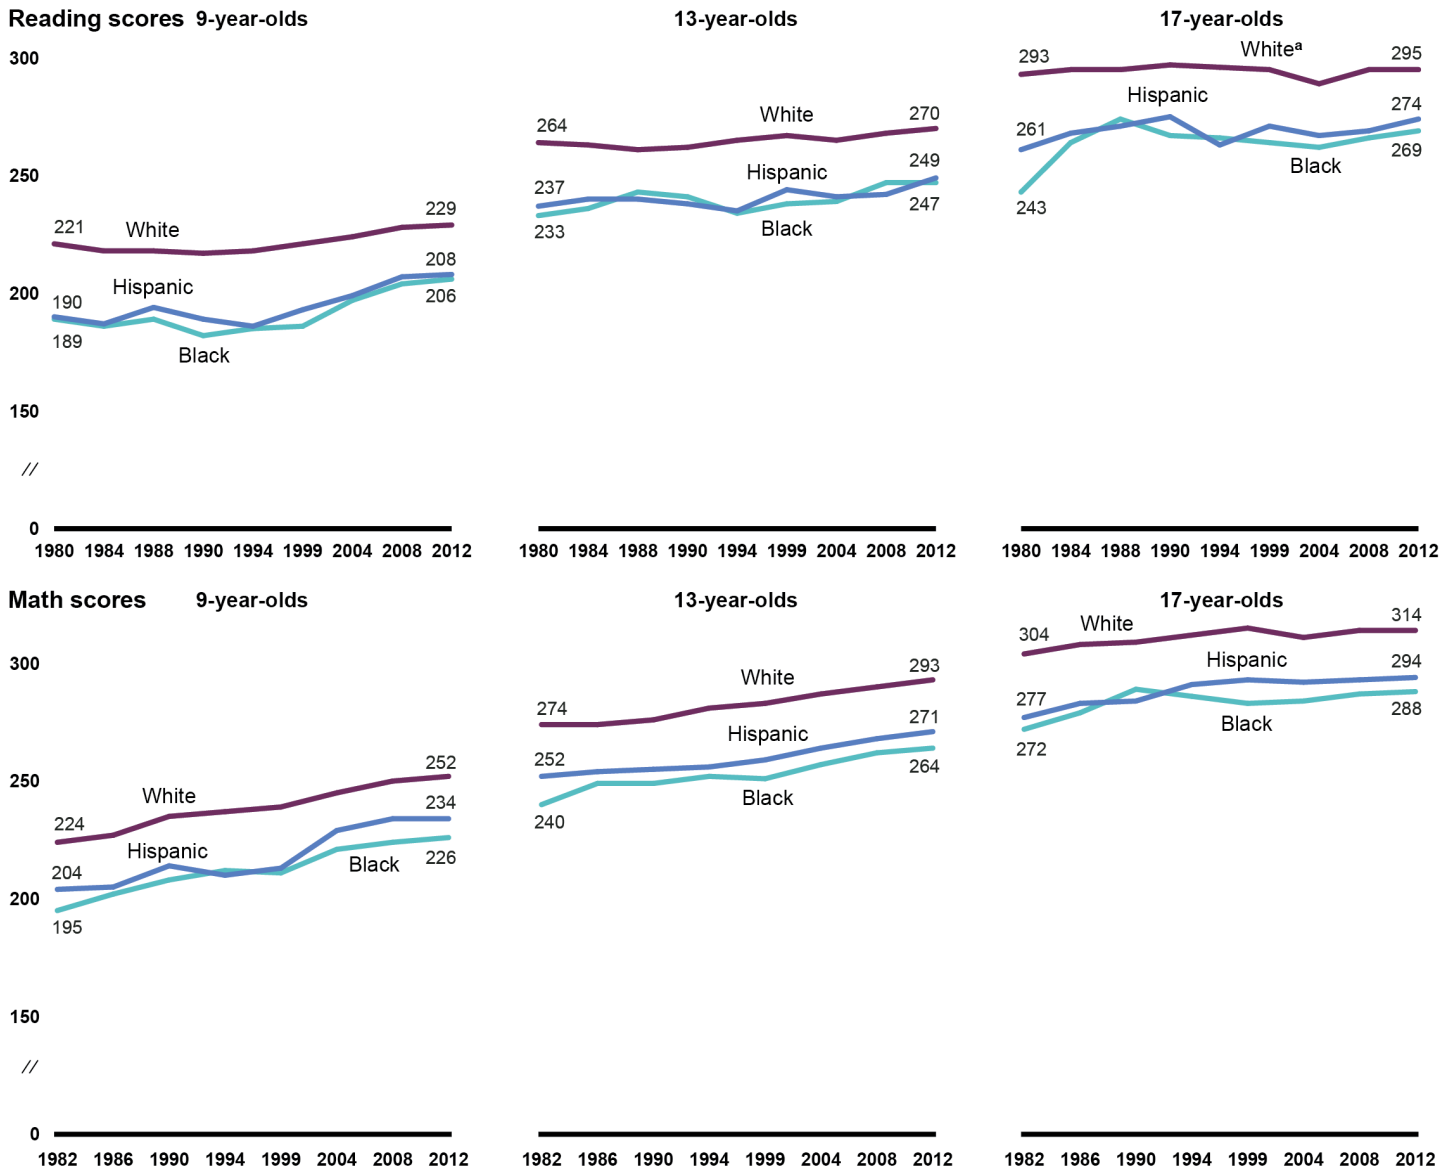 Reading scores 9-year-olds 13-year-olds 17-year-olds
300
250
200
150
//
0
221
White
229
190
Hispanic
208
189
Black
206
1980 1984 1988 1990 1994 1999 2004 2008 2012
264
White
270
237
Hispanic
249
233
Black
247
1980 1984 1988 1990 1994 1999 2004 2008 2012
293
Whiteᵃ
295
261
Hispanic
274
243
Black
269
1980 1984 1988 1990 1994 1999 2004 2008 2012
Math scores 9-year-olds 13-year-olds 17-year-olds
300
250
200
150
//
0
224
White
252
204
Hispanic
234
195
Black
226
1982 1986 1990 1994 1999 2004 2008 2012
274
White
293
252
Hispanic
271
240
Black
264
1982 1986 1990 1994 1999 2004 2008 2012
304
White
314
277
Hispanic
294
272
Black
288
1982 1986 1990 1994 1999 2004 2008 2012